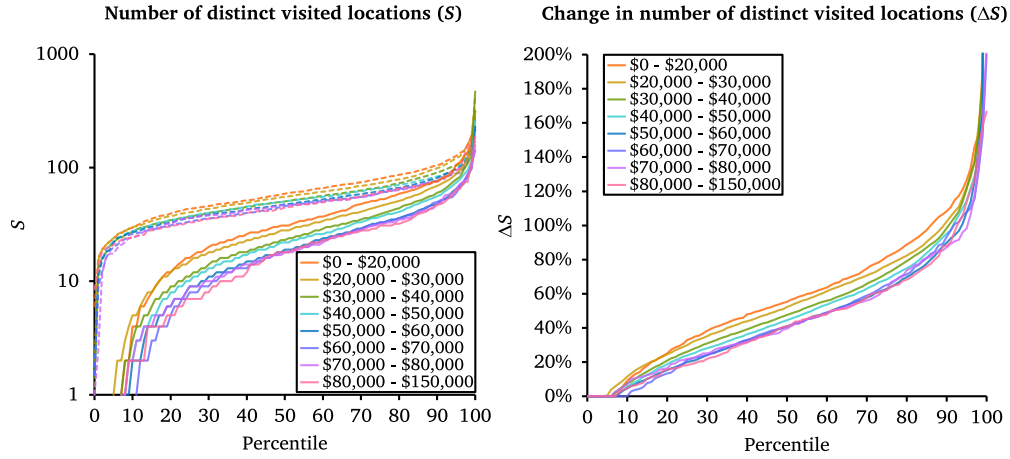 Number of distinct visited locations (S)
1000
100
10
1
S
0 10 20 30 40 50 60 70 80 90 100
Percentile
$0 - $20,000
$20,000 - $30,000
$30,000 - $40,000
$40,000 - $50,000
$50,000 - $60,000
$60,000 - $70,000
$70,000 - $80,000
$80,000 - $150,000
Change in number of distinct visited locations (ΔS)
200%
180%
160%
140%
120%
100%
80%
60%
40%
20%
0%
ΔS
0 10 20 30 40 50 60 70 80 90 100
Percentile
$0 - $20,000
$20,000 - $30,000
$30,000 - $40,000
$40,000 - $50,000
$50,000 - $60,000
$60,000 - $70,000
$70,000 - $80,000
$80,000 - $150,000